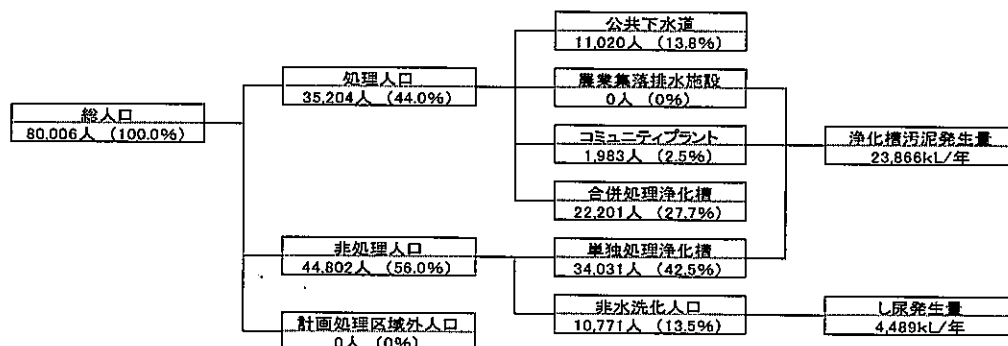 総人口
80,006人 (100.0%)
処理人口
35,204人 (44.0%)
非処理人口
44,802人 (56.0%)
計画処理区域外人口
0人 (0%)
公共下水道
11,020人 (13.8%)
農業集落排水施設
0人 (0%)
コミュニティプラント
1,983人 (2.5%)
合併処理浄化槽
22,201人 (27.7%)
単独処理浄化槽
34,031人 (42.5%)
非水洗化人口
10,771人 (13.5%)
浄化槽汚泥発生量
23,866kL/年
し尿発生量
4,489kL/年